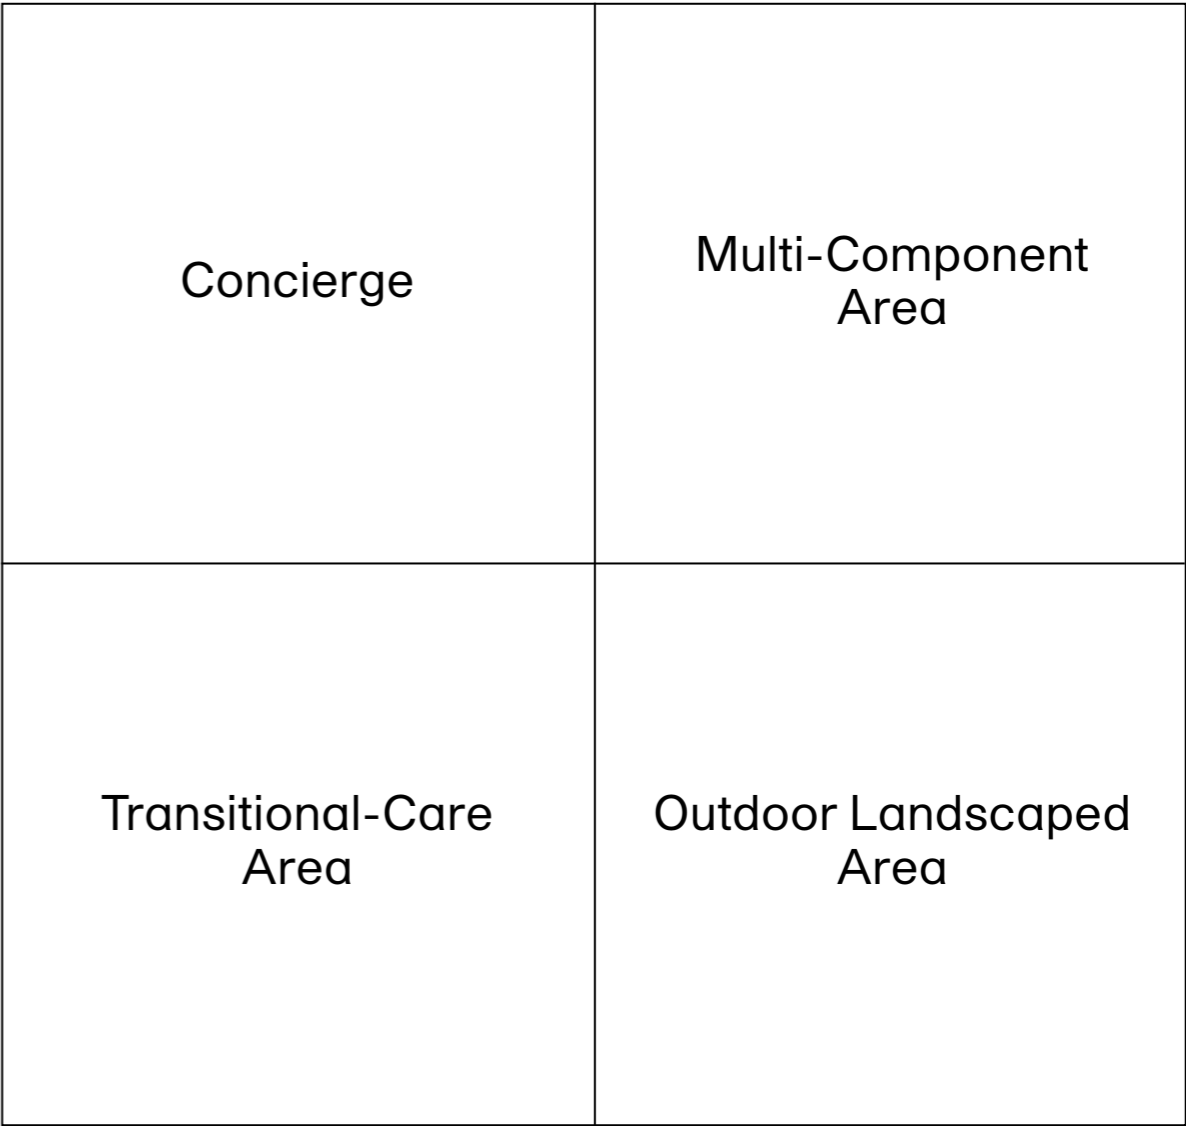 Concierge
Multi-Component
Area
Transitional-Care
Area
Outdoor Landscaped
Area